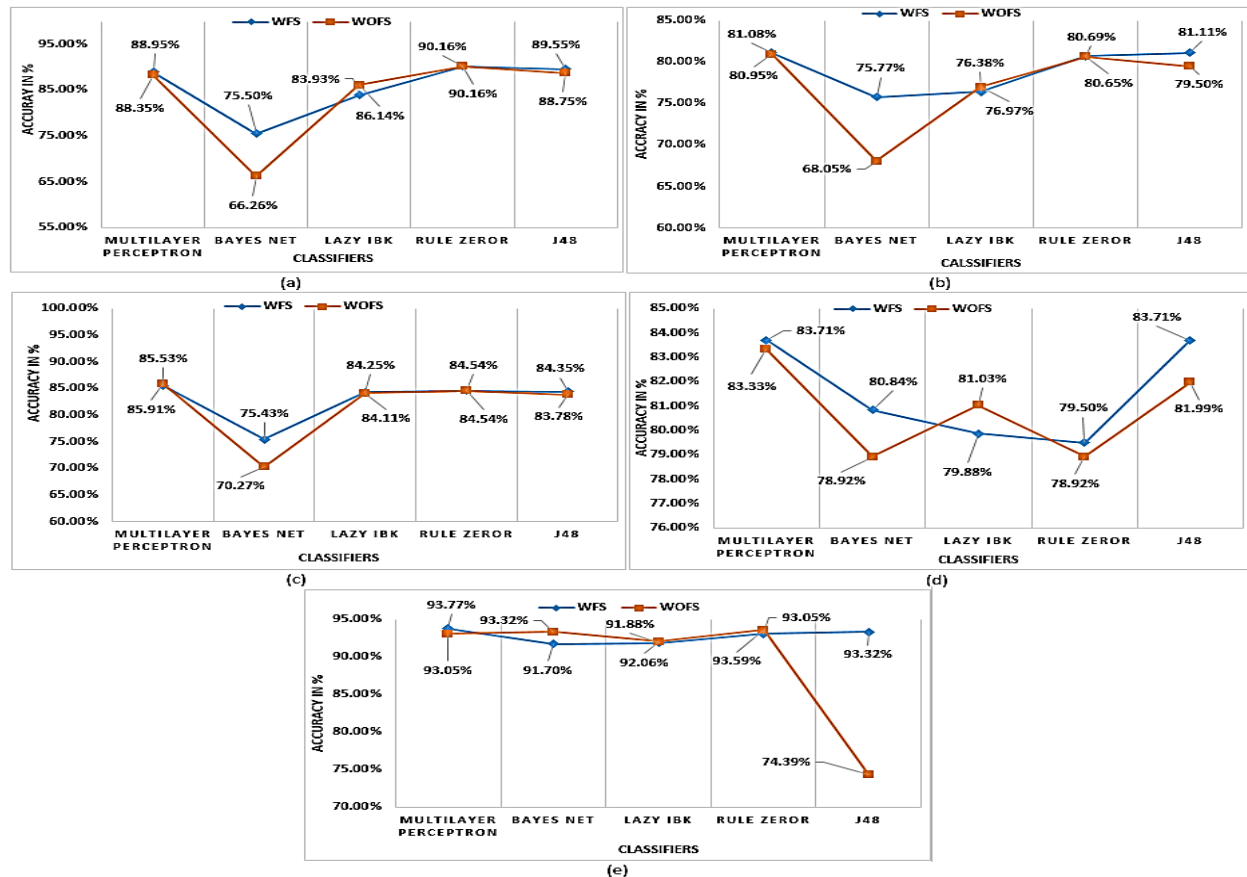 WFS WOFS
ACCURAY IN %
95.00%
85.00%
75.00%
65.00%
55.00%
88.95%
88.35%
75.50%
66.26%
83.93%
86.14%
90.16%
90.16%
89.55%
88.75%
MULTILAYER PERCEPTRON
BAYES NET
LAZY IBK
RULE ZEROR
J48
CLASSIFIERS
(a)
WFS WOFS
ACCRACY IN %
85.00%
80.00%
75.00%
70.00%
65.00%
60.00%
81.08%
80.95%
75.77%
68.05%
76.38%
76.97%
80.69%
80.65%
81.11%
79.50%
MULTILAYER PERCEPTRON
BAYES NET
LAZY IBK
RULE ZEROR
J48
CALSSIFIERS
(b)
WFS WOFS
ACCURACY IN %
100.00%
95.00%
90.00%
85.00%
80.00%
75.00%
70.00%
65.00%
60.00%
85.53%
85.91%
75.43%
70.27%
84.25%
84.11%
84.54%
84.54%
84.35%
83.78%
MULTILAYER PERCEPTRON
BAYES NET
LAZY IBK
RULE ZEROR
J48
CLASSIFIERS
(c)
WFS WOFS
ACCURACY IN %
85.00%
84.00%
83.00%
82.00%
81.00%
80.00%
79.00%
78.00%
77.00%
76.00%
83.71%
83.33%
80.84%
78.92%
81.03%
79.88%
79.50%
78.92%
83.71%
81.99%
MULTILAYER PERCEPTRON
BAYES NET
LAZY IBK
RULE ZEROR
J48
CLASSIFIERS
(d)
WFS WOFS
ACCURACY IN %
95.00%
90.00%
85.00%
80.00%
75.00%
70.00%
93.77%
93.05%
93.32%
91.70%
91.88%
92.06%
93.05%
93.59%
93.32%
74.39%
MULTILAYER PERCEPTRON
BAYES NET
LAZY IBK
RULE ZEROR
J48
CLASSIFIERS
(e)